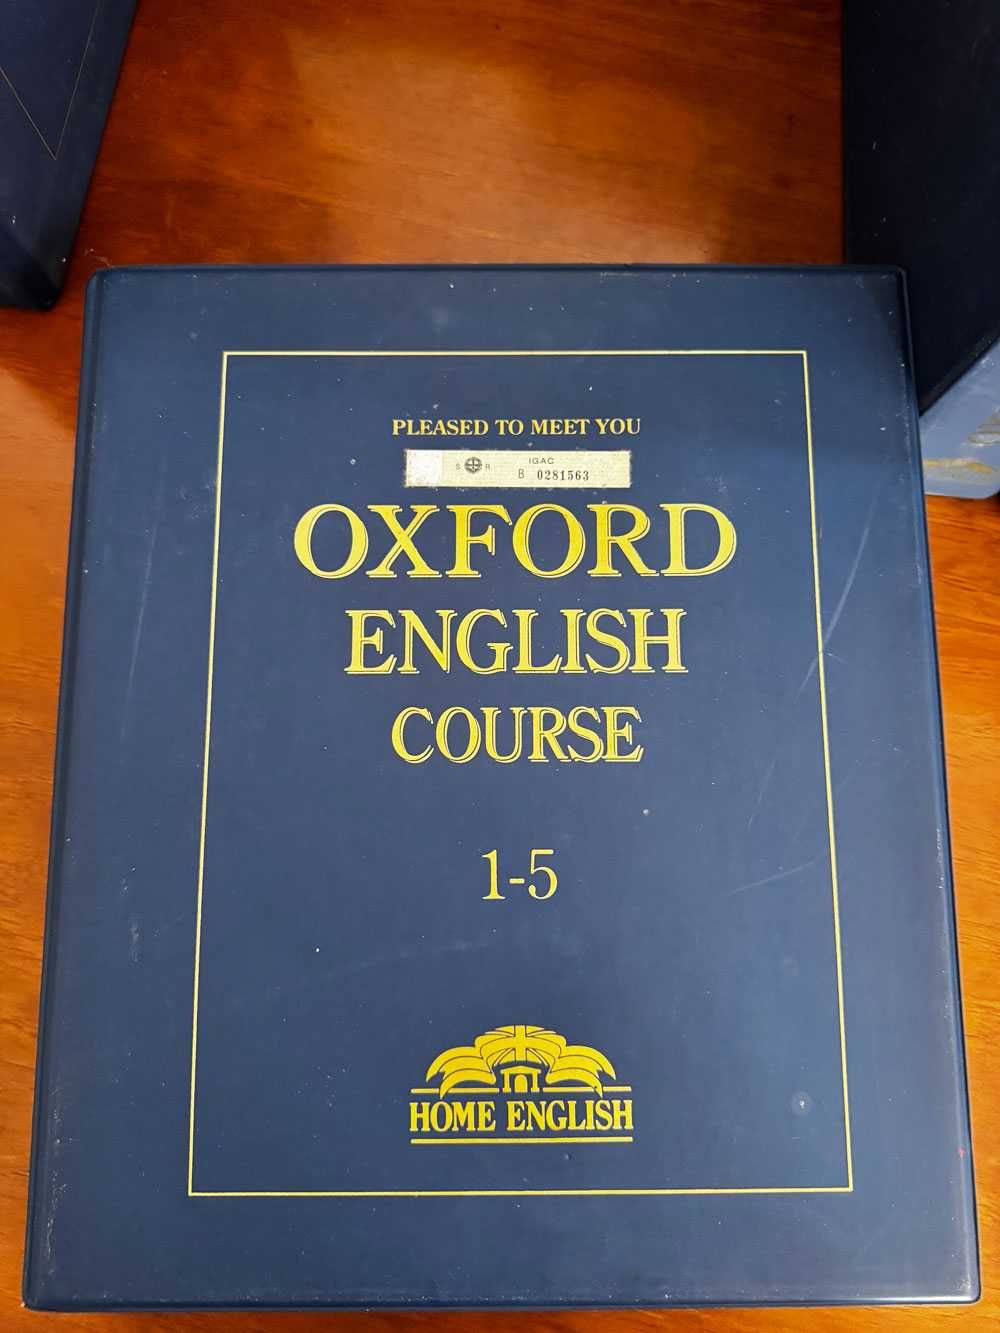 PLEASED TO MEET YOU
S R IGAC
B 0281563
OXFORD
ENGLISH
COURSE
1-5
HOME ENGLISH